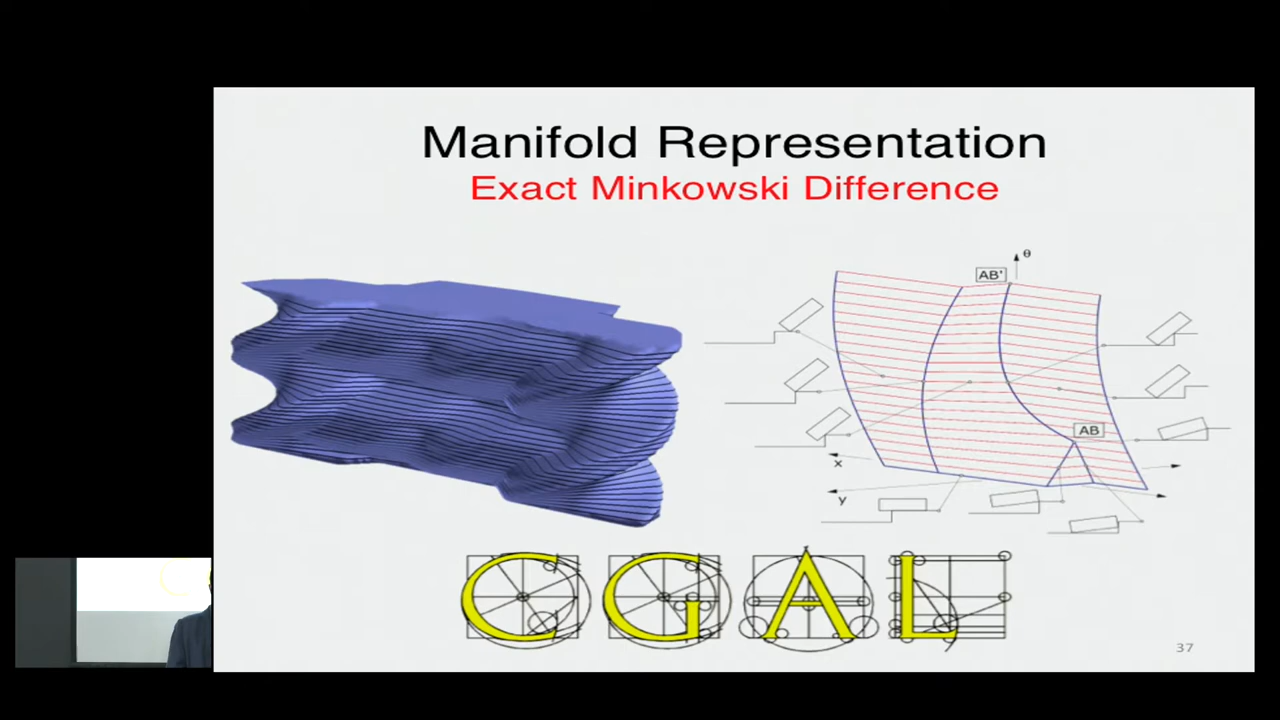 Manifold Representation
Exact Minkowski Difference
θ
AB'
AB
x
y
CGAL
37